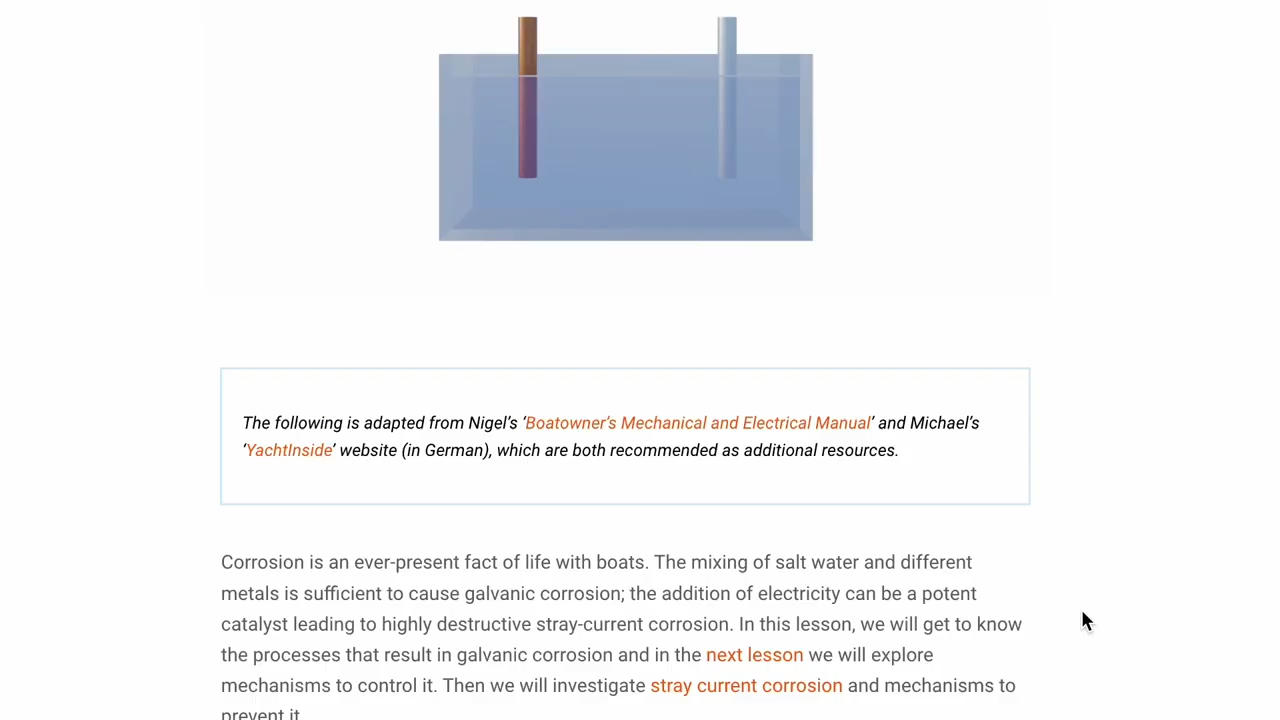 The following is adapted from Nigel’s ‘Boatowner’s Mechanical and Electrical Manual’ and Michael’s
‘YachtInside’ website (in German), which are both recommended as additional resources.
Corrosion is an ever-present fact of life with boats. The mixing of salt water and different
metals is sufficient to cause galvanic corrosion; the addition of electricity can be a potent
catalyst leading to highly destructive stray-current corrosion. In this lesson, we will get to know
the processes that result in galvanic corrosion and in the next lesson we will explore
mechanisms to control it. Then we will investigate stray current corrosion and mechanisms to
prevent it.